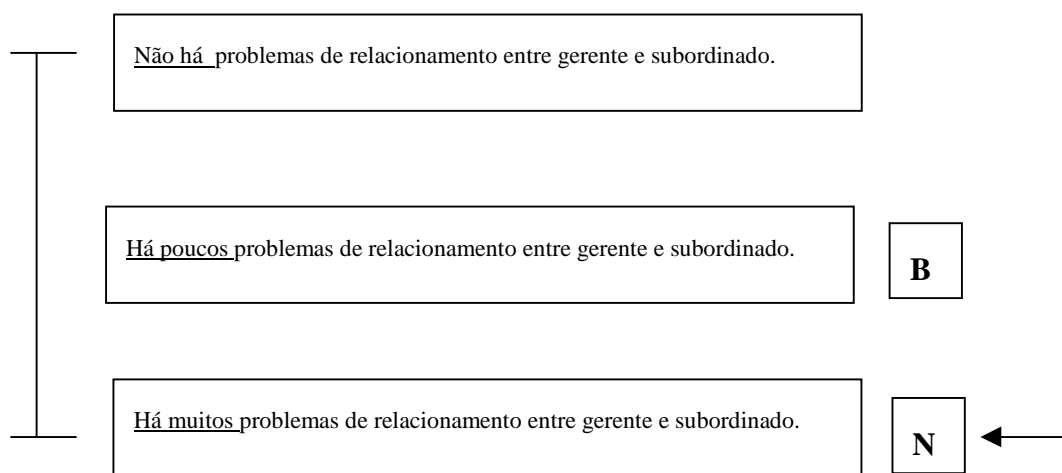 Não há problemas de relacionamento entre gerente e subordinado.
Há poucos problemas de relacionamento entre gerente e subordinado.
B
Há muitos problemas de relacionamento entre gerente e subordinado.
N